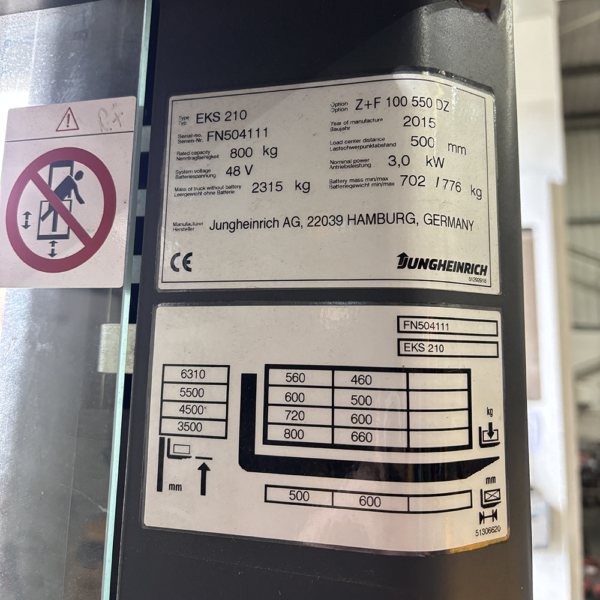 Type
Typ
EKS 210
Option
Option
Z+F 100 550 DZ
Serial-no.
Serien-Nr.
FN504111
Year of manufacture
Baujahr
2015
Rated capacity
Nenntragfähigkeit
800 kg
Load center distance
Lastschwerpunktabstand
500 mm
System voltage
Batteriespannung
48 V
Nominal power
Antriebsleistung
3,0 kW
Mass of truck without battery
Leergewicht ohne Batterie
2315 kg
Battery mass min/max
Batteriegewicht min/max
702 / 776 kg
Manufacturer
Hersteller
Jungheinrich AG, 22039 HAMBURG, GERMANY
CE
JUNGHEINRICH
FN504111
EKS 210
6310 560 460
5500 600 500
4500 720 600
3500 800 660
kg
mm
mm
500 600
51306620